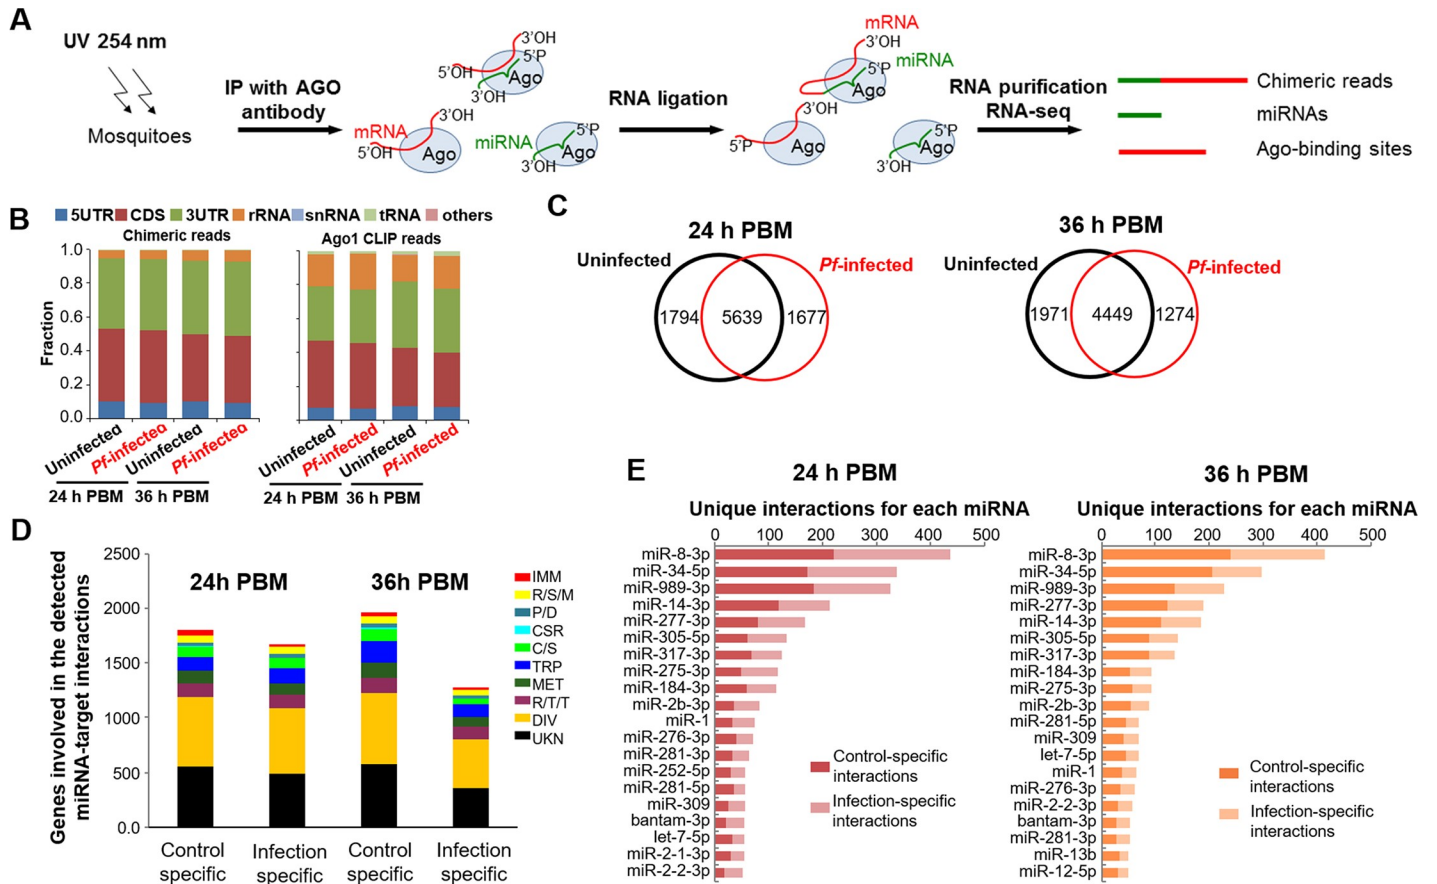 A
UV 254 nm
Mosquitoes
IP with AGO
antibody
3'OH
5'P
5'OH
Ago
3'OH
mRNA
3'OH
5'OH
Ago
miRNA
5'P
Ago
3'OH
RNA ligation
mRNA
3'OH
5'P
miRNA
Ago
3'OH
5'P
Ago
5'P
Ago
3'OH
RNA purification
RNA-seq
Chimeric reads
miRNAs
Ago-binding sites
B
5UTR CDS 3UTR rRNA snRNA tRNA others
Chimeric reads
Ago1 CLIP reads
Fraction
1.0
0.8
0.6
0.4
0.2
0.0
Uninfected
Pf-infected
Uninfected
Pf-infected
24 h PBM
36 h PBM
Uninfected
Pf-infected
Uninfected
Pf-infected
24 h PBM
36 h PBM
C
24 h PBM
Uninfected
Pf-infected
1794
5639
1677
36 h PBM
Uninfected
Pf-infected
1971
4449
1274
D
Genes involved in the detected
miRNA-target interactions
2500
2000
1500
1000
500
0.0
24h PBM
36h PBM
IMM
R/S/M
P/D
CSR
C/S
TRP
MET
R/T/T
DIV
UKN
Control
specific
Infection
specific
Control
specific
Infection
specific
E
24 h PBM
Unique interactions for each miRNA
0 100 200 300 400 500
miR-8-3p
miR-34-5p
miR-989-3p
miR-14-3p
miR-277-3p
miR-305-5p
miR-317-3p
miR-275-3p
miR-184-3p
miR-2b-3p
miR-1
miR-276-3p
miR-281-3p
miR-252-5p
miR-281-5p
miR-309
bantam-3p
let-7-5p
miR-2-1-3p
miR-2-2-3p
Control-specific
interactions
Infection-specific
interactions
36 h PBM
Unique interactions for each miRNA
0 100 200 300 400 500
miR-8-3p
miR-34-5p
miR-989-3p
miR-277-3p
miR-14-3p
miR-305-5p
miR-317-3p
miR-184-3p
miR-275-3p
miR-2b-3p
miR-281-5p
miR-309
let-7-5p
miR-1
miR-276-3p
miR-2-2-3p
bantam-3p
miR-281-3p
miR-13b
miR-12-5p
Control-specific
interactions
Infection-specific
interactions